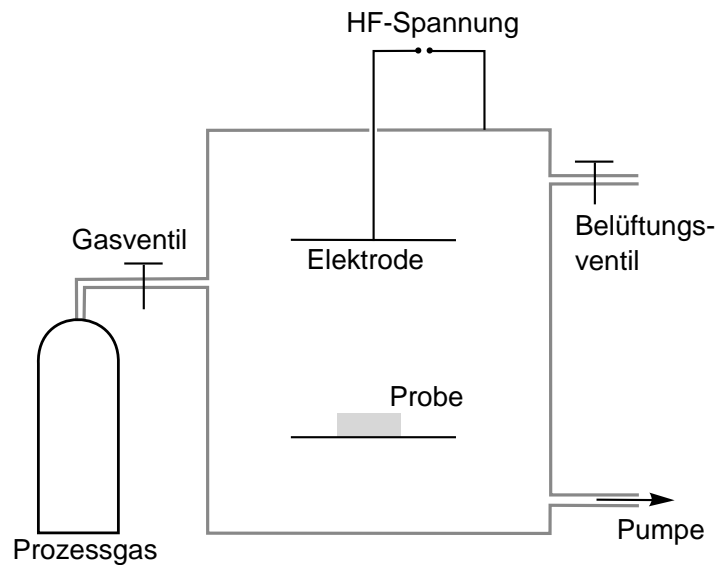 HF-Spannung
Gasventil
Elektrode
Belüftungs-
ventil
Probe
Prozessgas
Pumpe